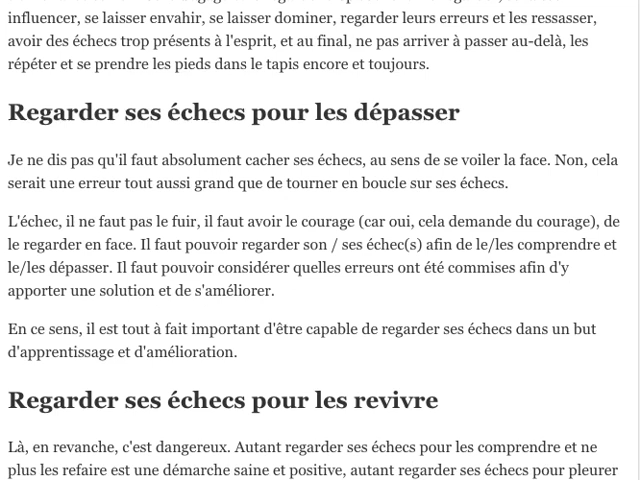 influencer, se laisser envahir, se laisser dominer, regarder leurs erreurs et les ressasser,
avoir des échecs trop présents à l'esprit, et au final, ne pas arriver à passer au-delà, les
répéter et se prendre les pieds dans le tapis encore et toujours.
Regarder ses échecs pour les dépasser
Je ne dis pas qu'il faut absolument cacher ses échecs, au sens de se voiler la face. Non, cela
serait une erreur tout aussi grand que de tourner en boucle sur ses échecs.
L'échec, il ne faut pas le fuir, il faut avoir le courage (car oui, cela demande du courage), de
le regarder en face. Il faut pouvoir regarder son / ses échec(s) afin de le/les comprendre et
le/les dépasser. Il faut pouvoir considérer quelles erreurs ont été commises afin d'y
apporter une solution et de s'améliorer.
En ce sens, il est tout à fait important d'être capable de regarder ses échecs dans un but
d'apprentissage et d'amélioration.
Regarder ses échecs pour les revivre
Là, en revanche, c'est dangereux. Autant regarder ses échecs pour les comprendre et ne
plus les refaire est une démarche saine et positive, autant regarder ses échecs pour pleurer